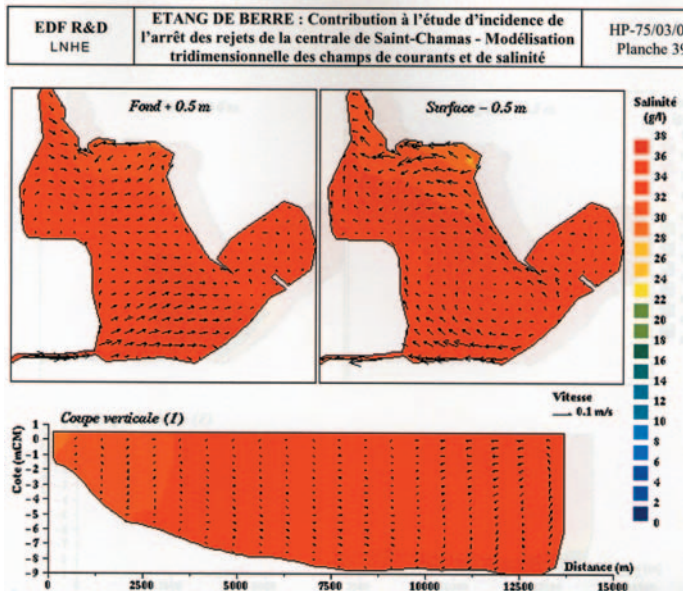 EDF R&D
LNHE
ETANG DE BERRE : Contribution à l'étude d'incidence de
l'arrêt des rejets de la centrale de Saint-Chamas - Modélisation
tridimensionnelle des champs de courants et de salinité
HP-75/03/0
Planche 39
Fond + 0.5 m
Surface – 0.5 m
Salinité
(g/l)
38
36
34
32
30
28
26
24
22
20
18
16
14
12
10
8
6
4
2
0
Vitesse
0.1 m/s
Coupe verticale (1)
Cote (mCM)
1
0
-1
-2
-3
-4
-5
-6
-7
-8
-9
0
2500
5000
7500
10000
12500
15000
Distance (m)